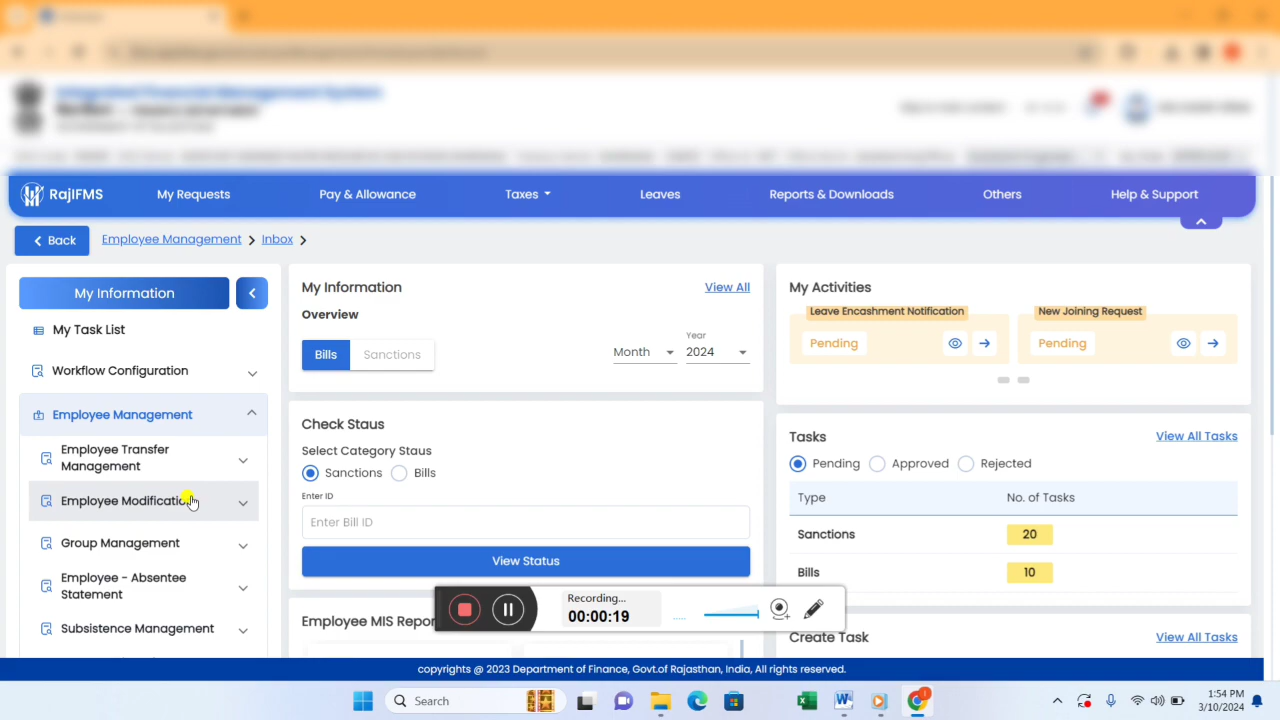 Integrated Financial Management System
RajIFMS
My Requests
Pay & Allowance
Taxes
Leaves
Reports & Downloads
Others
Help & Support
Back
Employee Management
Inbox
My Information
My Task List
Workflow Configuration
Employee Management
Employee Transfer
Management
Employee Modification
Group Management
Employee - Absentee
Statement
Subsistence Management
My Information
View All
Overview
Bills
Sanctions
Month
Year
2024
Check Staus
Select Category Staus
Sanctions
Bills
Enter ID
Enter Bill ID
View Status
Employee MIS Repor
My Activities
Leave Encashment Notification
Pending
New Joining Request
Pending
Tasks
View All Tasks
Pending
Approved
Rejected
Type
No. of Tasks
Sanctions
20
Bills
10
Create Task
View All Tasks
Recording...
00:00:19
copyrights @ 2023 Department of Finance, Govt.of Rajasthan, India, All rights reserved.
Search
1:54 PM
3/10/2024